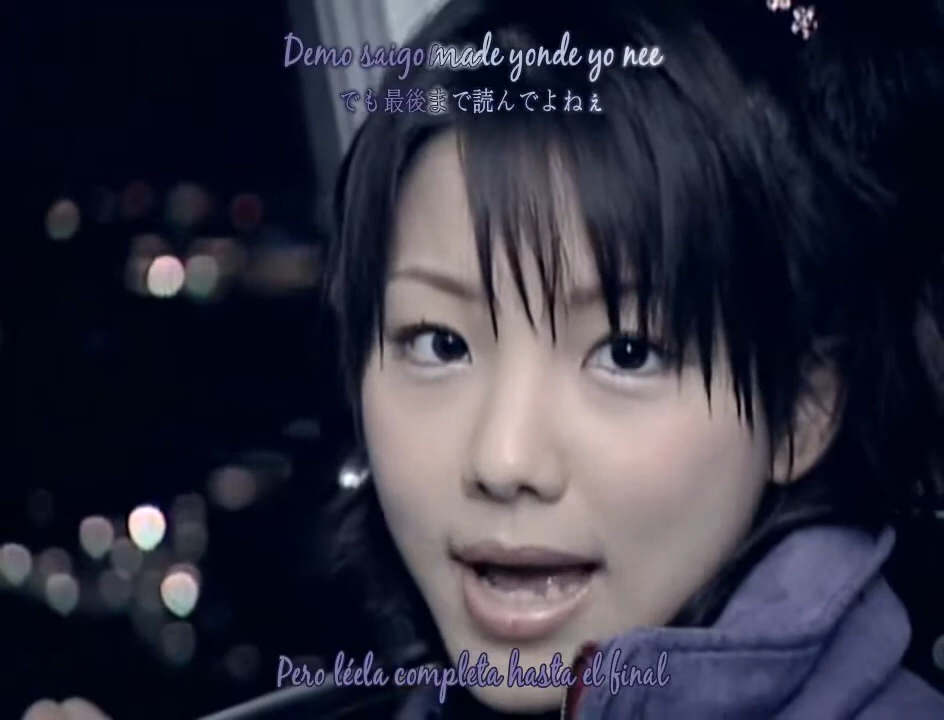 Demo saigo made yonde yo nee
でも最後まで読んでよねぇ
Pero léela completa hasta el final